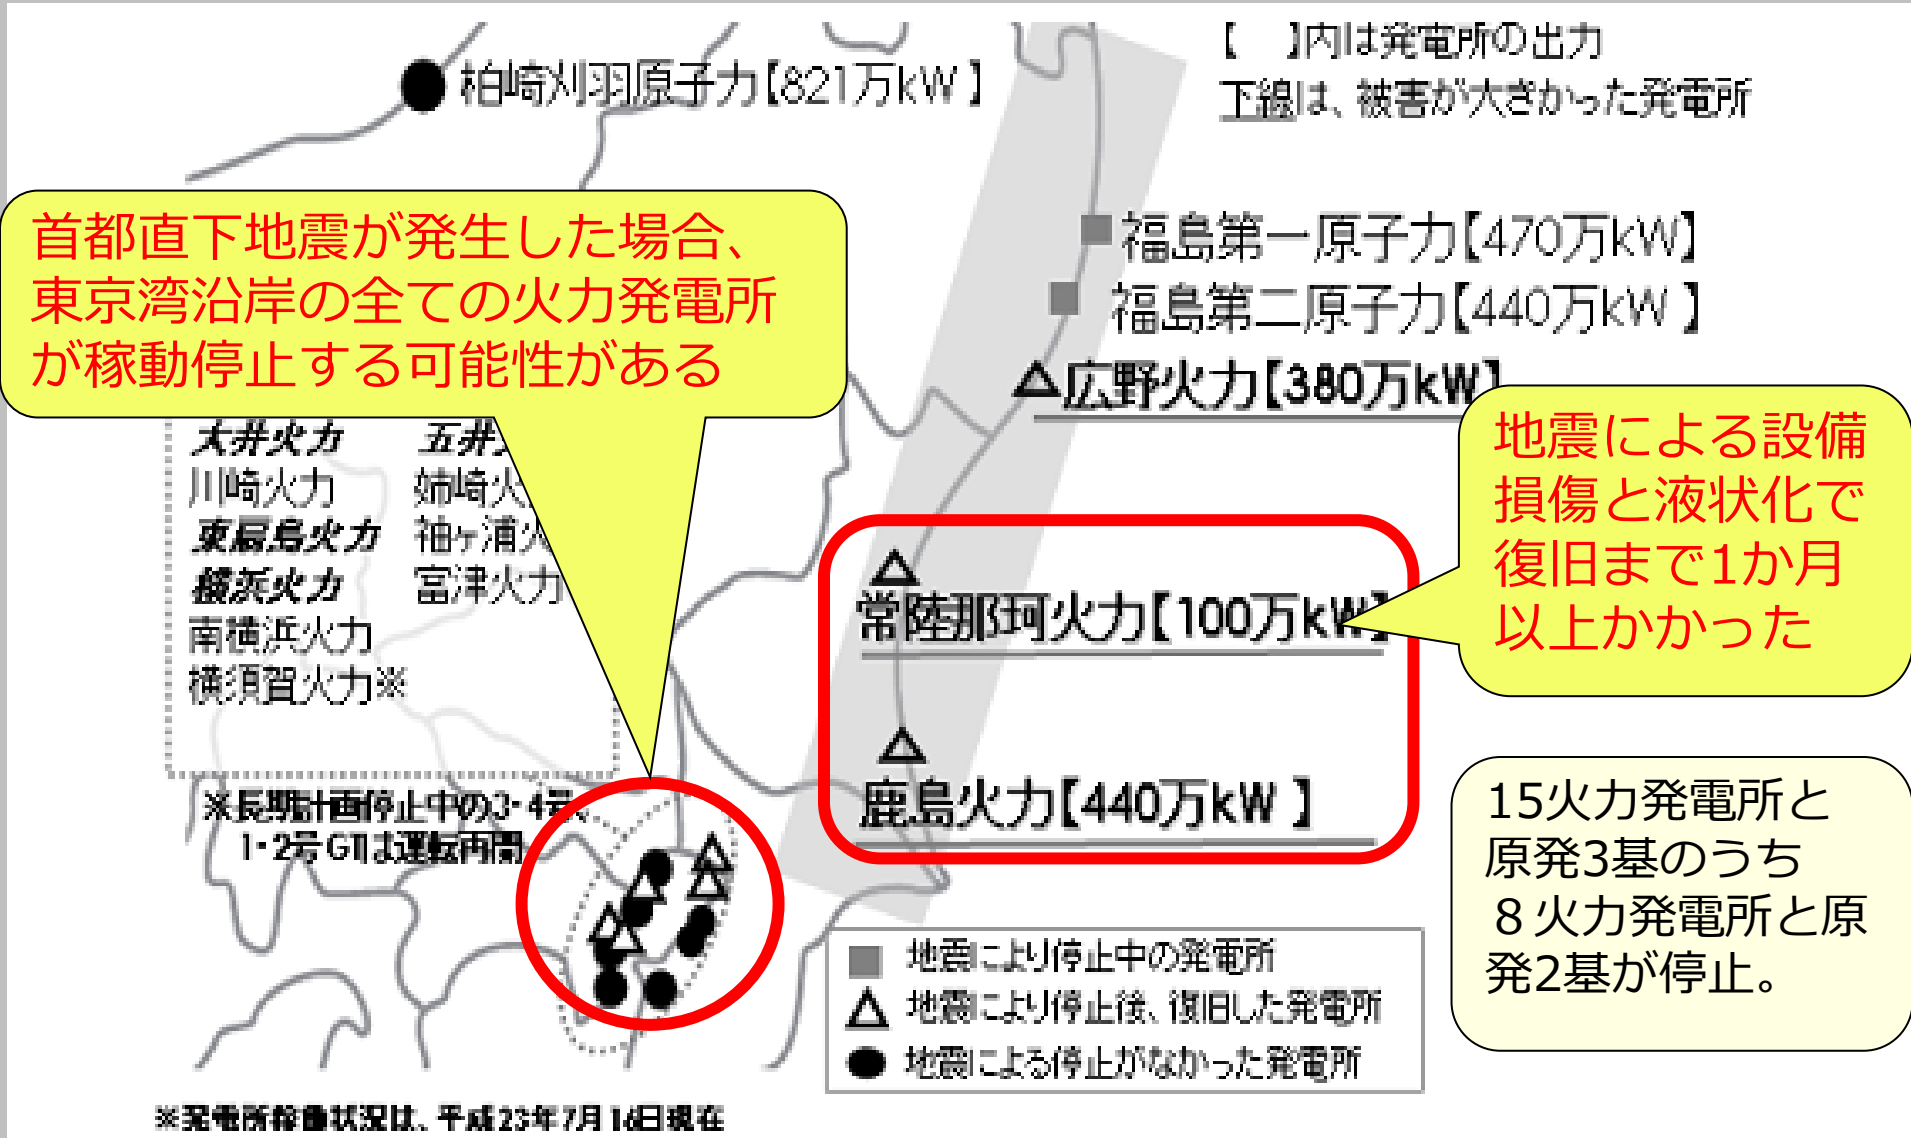 【　】内は発電所の出力
下線は、被害が大きかった発電所
柏崎刈羽原子力【821万kW】
首都直下地震が発生した場合、
東京湾沿岸の全ての火力発電所
が稼動停止する可能性がある
福島第一原子力【470万kW】
福島第二原子力【440万kW】
広野火力【380万kW】
地震による設備
損傷と液状化で
復旧まで1か月
以上かかった
大井火力　五井
川崎火力　姉崎火
東扇島火力　袖ヶ浦火
横浜火力　富津火力
南横浜火力
横須賀火力※
常陸那珂火力【100万kW】
鹿島火力【440万kW】
※長期計画停止中の3・4号、
1・2号GTは運転再開
15火力発電所と
原発3基のうち
８火力発電所と原
発2基が停止。
地震により停止中の発電所
地震により停止後、復旧した発電所
地震による停止がなかった発電所
※発電所稼働状況は、平成23年7月16日現在